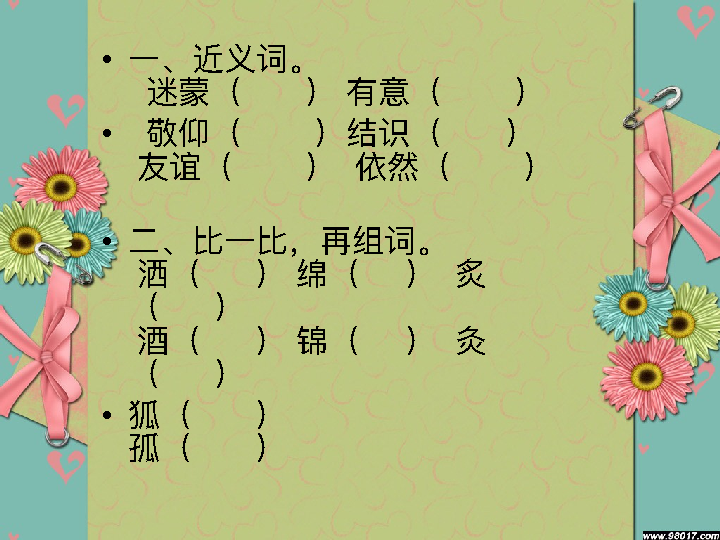 • 一、近义词。
迷蒙（　　） 有意（　　）
• 敬仰（　　）结识（　　）
友谊（　　） 依然（　　）
• 二、比一比，再组词。
洒（　　） 绵（　　） 炙
（　　）
酒（　　） 锦（　　） 灸
（　　）
• 狐（　　）
孤（　　）
www.98017.com